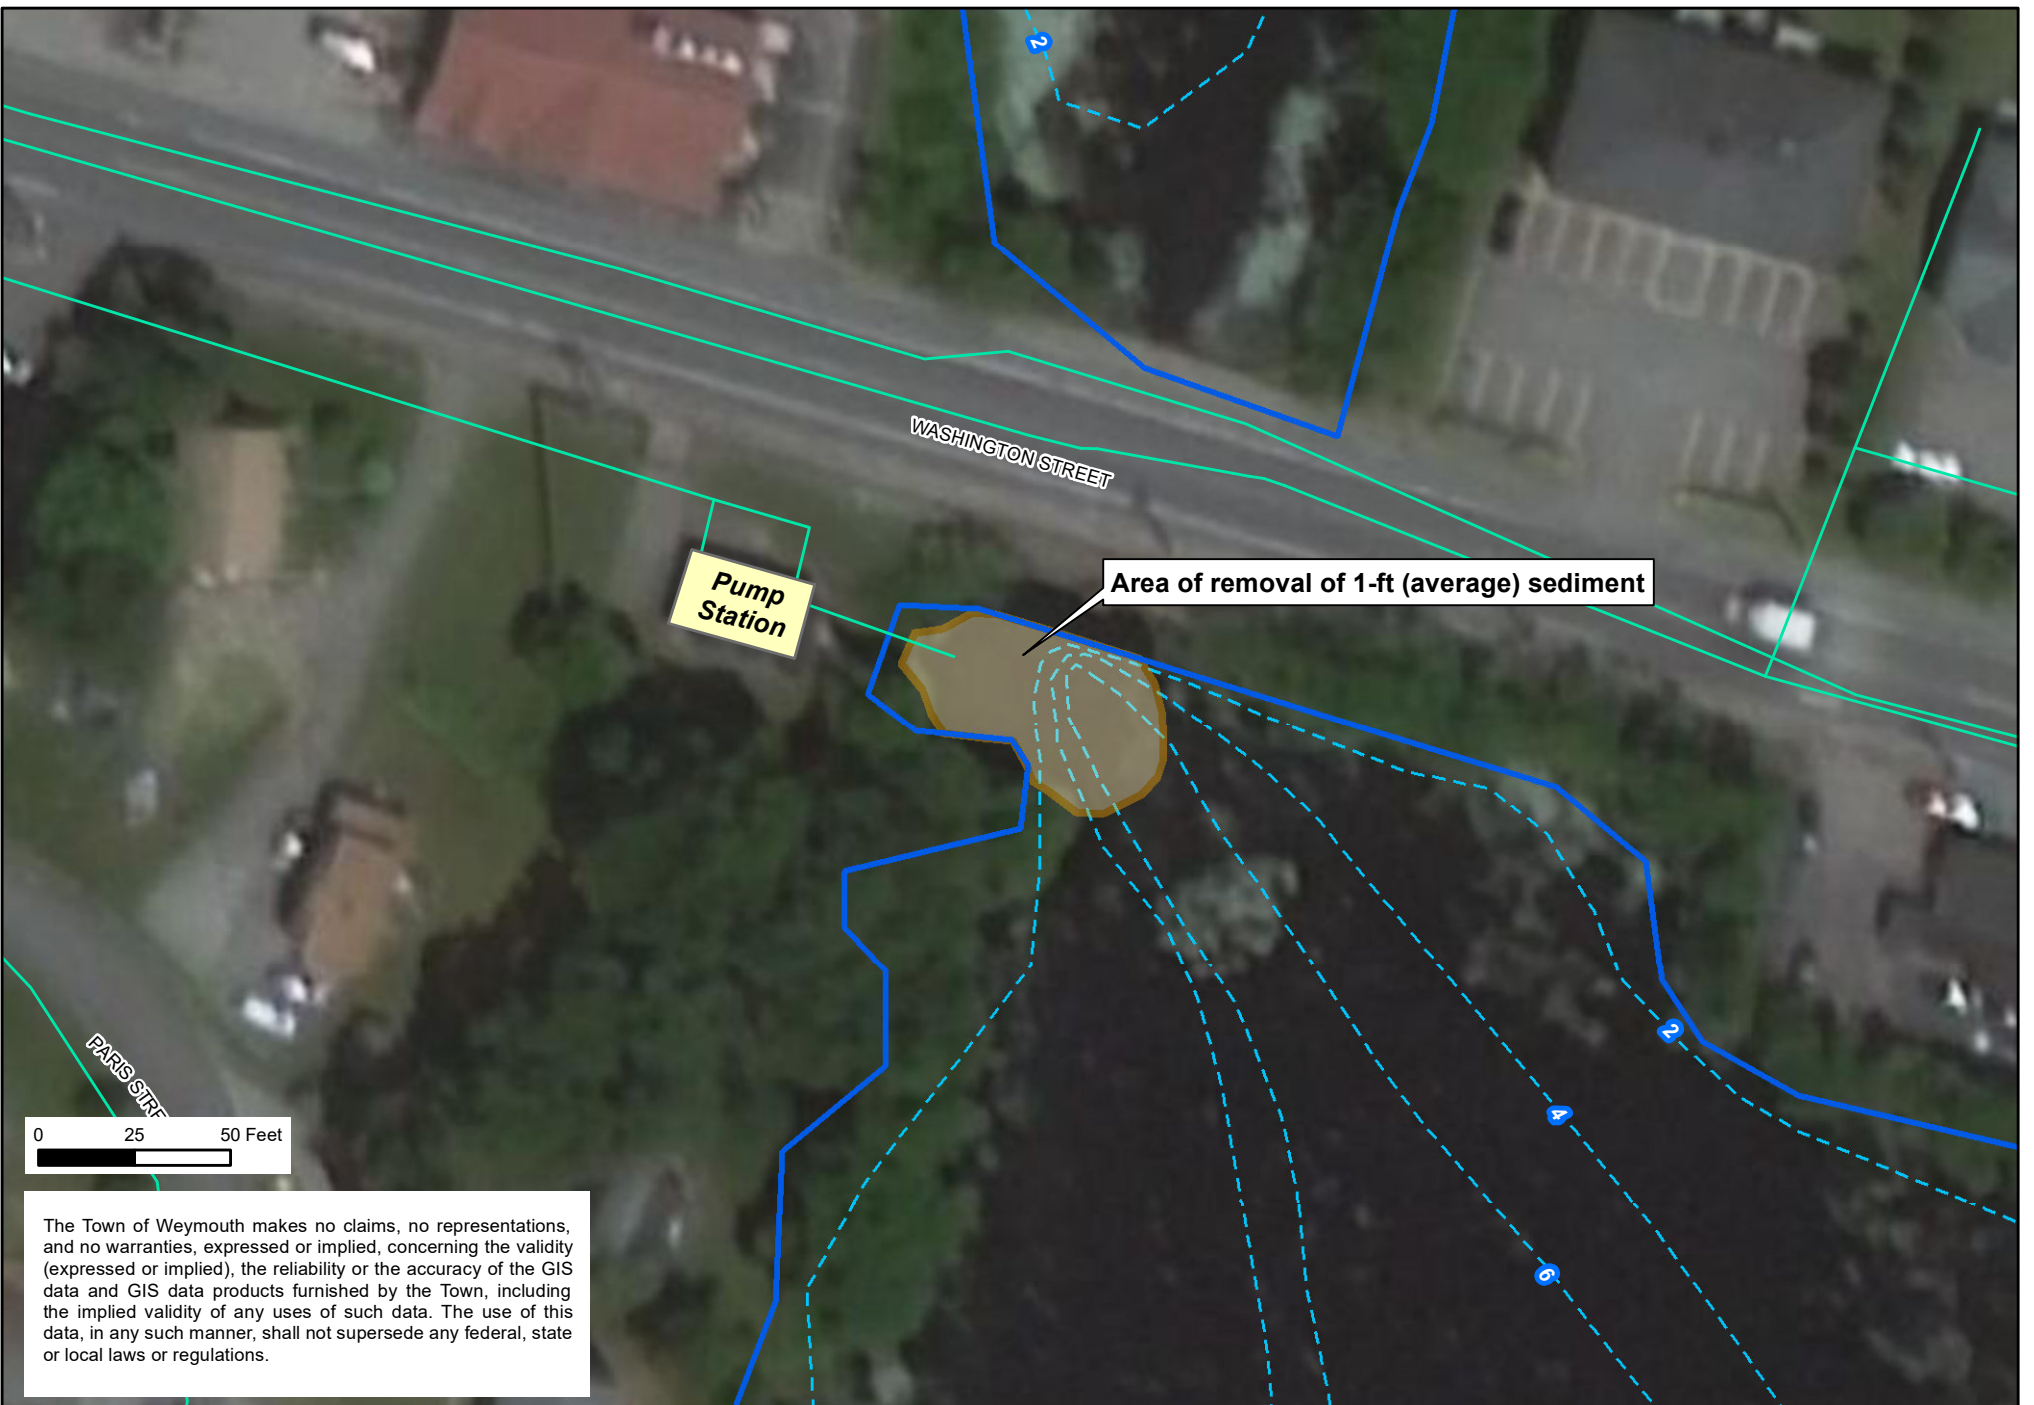 2
WASHINGTON STREET
Pump
Station
Area of removal of 1-ft (average) sediment
2
4
6
PARIS STRE
0 25 50 Feet
The Town of Weymouth makes no claims, no representations,
and no warranties, expressed or implied, concerning the validity
(expressed or implied), the reliability or the accuracy of the GIS
data and GIS data products furnished by the Town, including
the implied validity of any uses of such data. The use of this
data, in any such manner, shall not supersede any federal, state
or local laws or regulations.